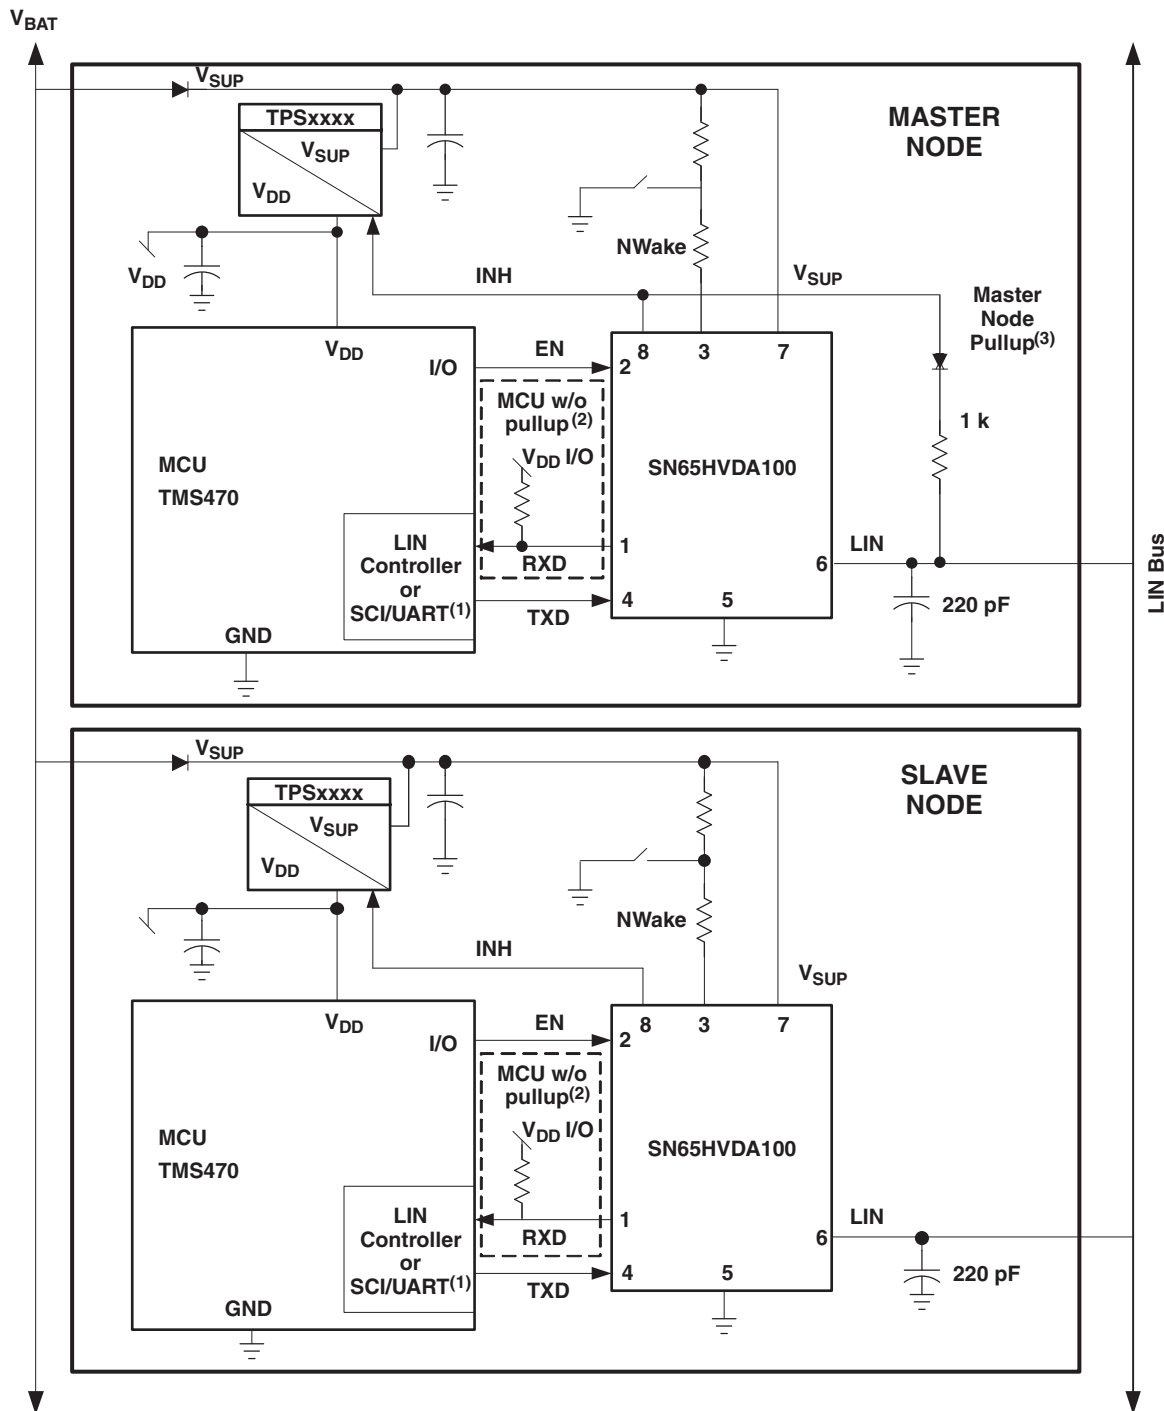 VBAT
VSUP
MASTER
NODE
TPSxxxx
VSUP
VDD
VDD
NWake
INH
VSUP
Master
Node
Pullup(3)
1 k
VDD
I/O
EN
2
8
3
7
MCU w/o
pullup(2)
VDD I/O
MCU
TMS470
SN65HVDA100
LIN
Controller
or
SCI/UART(1)
RXD
1
TXD
4
5
6
LIN
220 pF
GND
LIN Bus
VSUP
SLAVE
NODE
TPSxxxx
VSUP
VDD
NWake
INH
VSUP
VDD
I/O
EN
2
8
3
7
MCU w/o
pullup(2)
VDD I/O
MCU
TMS470
SN65HVDA100
LIN
Controller
or
SCI/UART(1)
RXD
1
TXD
4
5
6
LIN
220 pF
GND